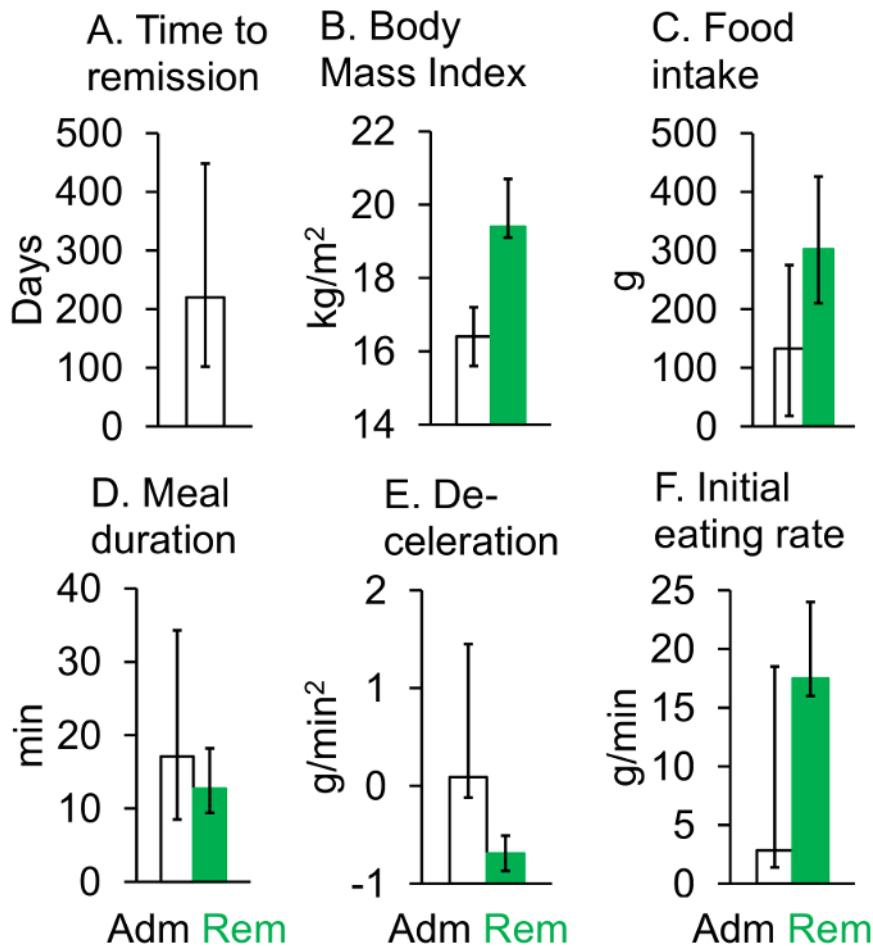 A. Time to
remission
500
400
300
200
100
0
Days
B. Body
Mass Index
22
20
18
16
14
kg/m²
C. Food
intake
500
400
300
200
100
0
g
D. Meal
duration
40
30
20
10
0
min
Adm Rem
E. De-
celeration
2
1
0
-1
g/min²
Adm Rem
F. Initial
eating rate
25
20
15
10
5
0
g/min
Adm Rem